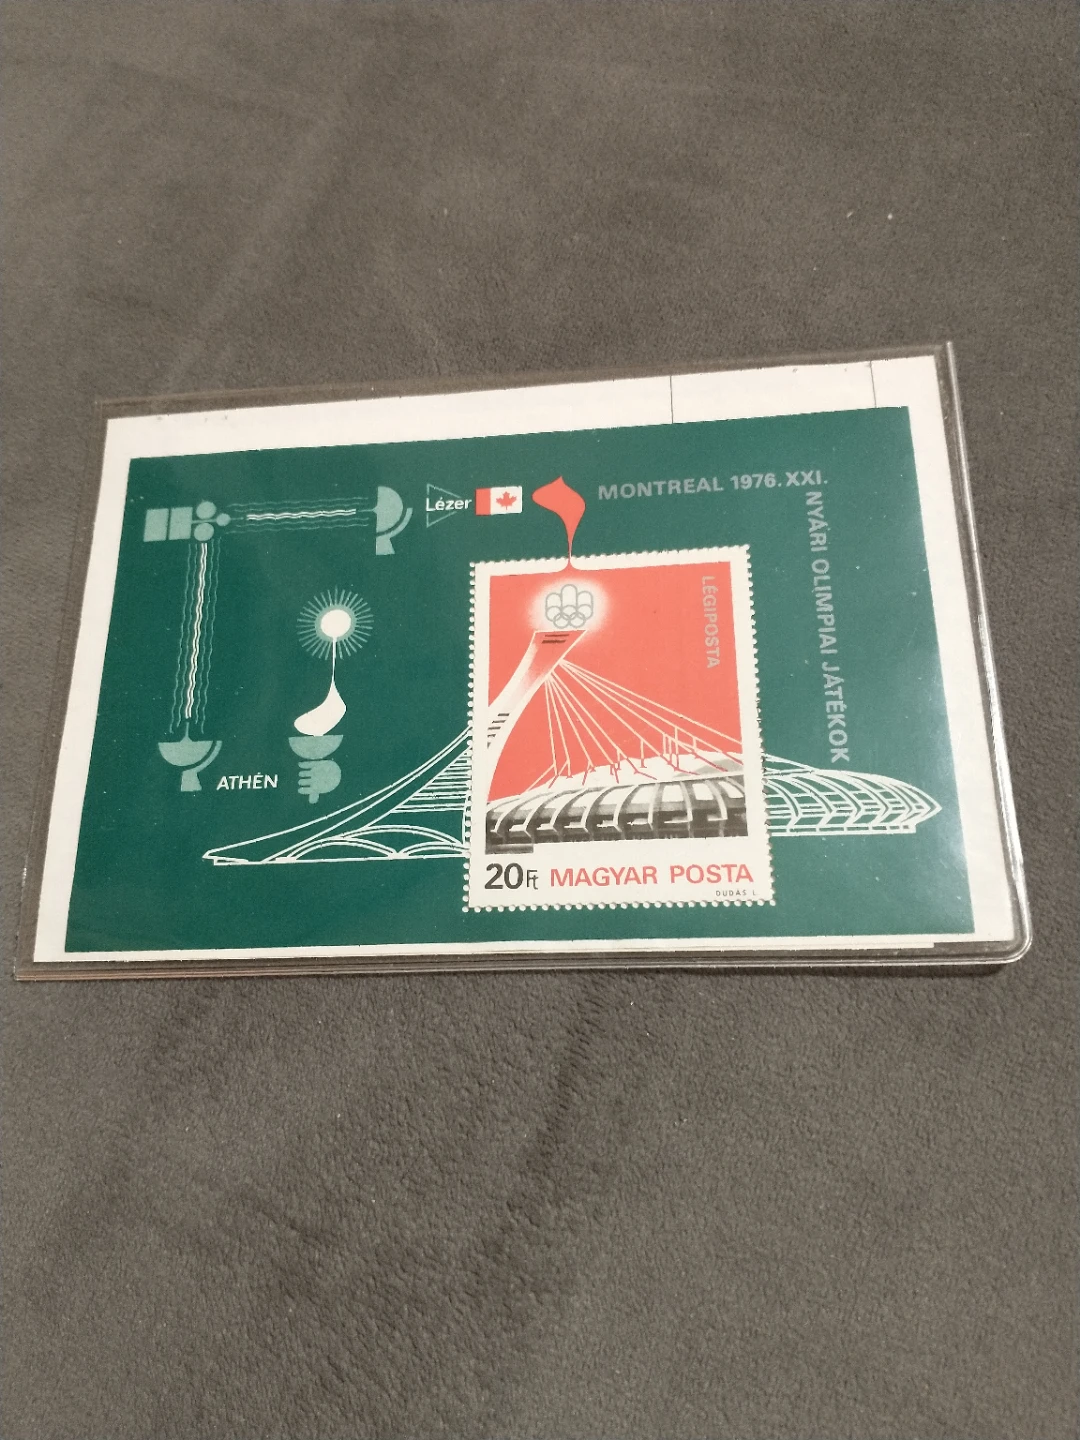 Lézer
MONTREAL 1976. XXI.
NYÁRI OLIMPIAI JÁTÉKOK
LÉGIPOSTA
ATHÉN
20Ft MAGYAR POSTA
DUDÁS L.